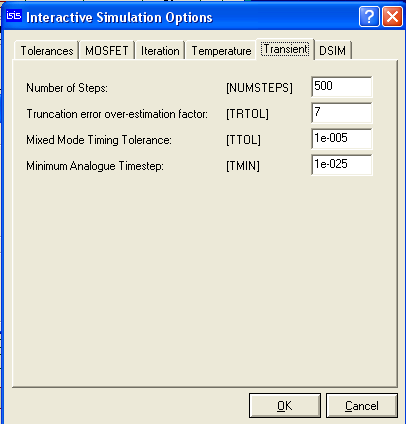 isis Interactive Simulation Options
Tolerances MOSFET Iteration Temperature Transient DSIM
Number of Steps: [NUMSTEPS] 500
Truncation error over-estimation factor: [TRTOL] 7
Mixed Mode Timing Tolerance: [TTOL] 1e-005
Minimum Analogue Timestep: [TMIN] 1e-025
OK Cancel